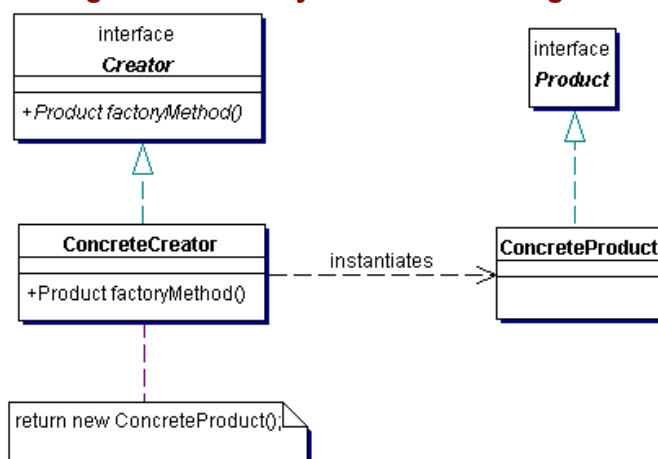 interface
Creator
+Product factoryMethod()
interface
Product
ConcreteCreator
+Product factoryMethod()
instantiates
ConcreteProduct
return new ConcreteProduct();